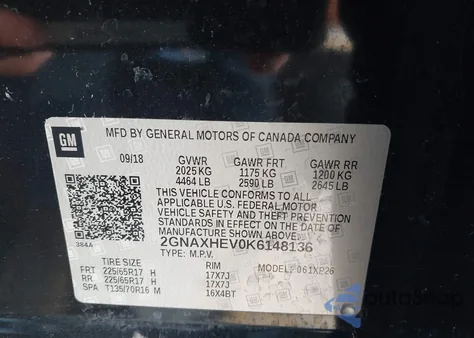 GM
MFD BY GENERAL MOTORS OF CANADA COMPANY
09/18 GVWR GAWR FRT GAWR RR
2025 KG 1175 KG 1200 KG
4464 LB 2590 LB 2645 LB
THIS VEHICLE CONFORMS TO ALL
APPLICABLE U.S. FEDERAL MOTOR
VEHICLE SAFETY AND THEFT
PREVENTION STANDARDS IN EFFECT ON
THE DATE OF MANUFACTURE SHOWN ABOVE.
384A
2GNAXHEV0K6148136
TYPE: M.P.V. MODEL: 061XP26
TIRE SIZE RIM
FRT 225/65R17 H 17X7J
RR 225/65R17 H 17X7J
SPA T135/70R16 M 16X4BT